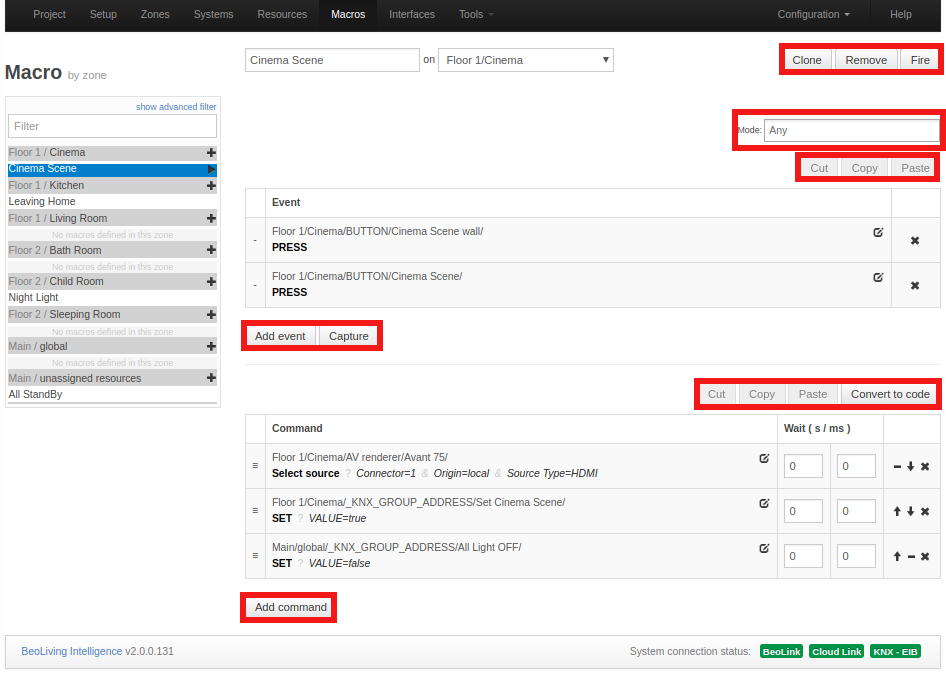 Project Setup Zones Systems Resources Macros Interfaces Tools Configuration Help
Macro by zone
Cinema Scene on Floor 1/Cinema
Clone Remove Fire
show advanced filter
Filter
Floor 1 / Cinema
Cinema Scene
Floor 1 / Kitchen
Leaving Home
Floor 1 / Living Room
No macros defined in this zone
Floor 2 / Bath Room
No macros defined in this zone
Floor 2 / Child Room
Night Light
Floor 2 / Sleeping Room
No macros defined in this zone
Main / global
No macros defined in this zone
Main / unassigned resources
All StandBy
Mode: Any
Cut Copy Paste
Event
- Floor 1/Cinema/BUTTON/Cinema Scene wall/
PRESS
- Floor 1/Cinema/BUTTON/Cinema Scene/
PRESS
Add event Capture
Cut Copy Paste Convert to code
Command Wait ( s / ms )
Floor 1/Cinema/AV renderer/Avant 75/
Select source ? Connector=1 & Origin=local & Source Type=HDMI
0 0
Floor 1/Cinema/_KNX_GROUP_ADDRESS/Set Cinema Scene/
SET ? VALUE=true
0 0
Main/global/_KNX_GROUP_ADDRESS/All Light OFF/
SET ? VALUE=false
0 0
Add command
BeoLiving Intelligence v2.0.0.131
System connection status: BeoLink Cloud Link KNX - EIB